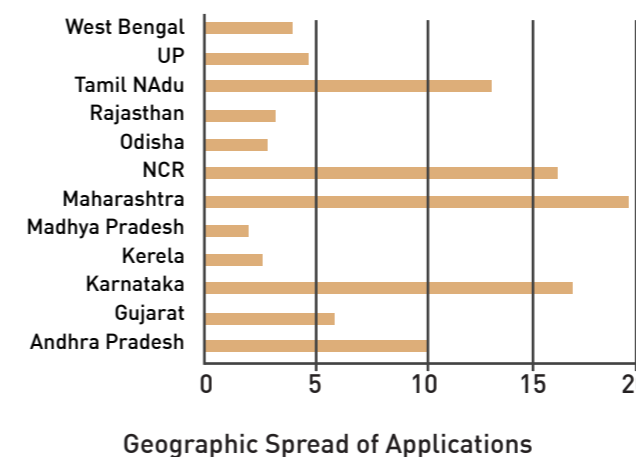 West Bengal
UP
Tamil NAdu
Rajasthan
Odisha
NCR
Maharashtra
Madhya Pradesh
Kerela
Karnataka
Gujarat
Andhra Pradesh
0 5 10 15
Geographic Spread of Applications